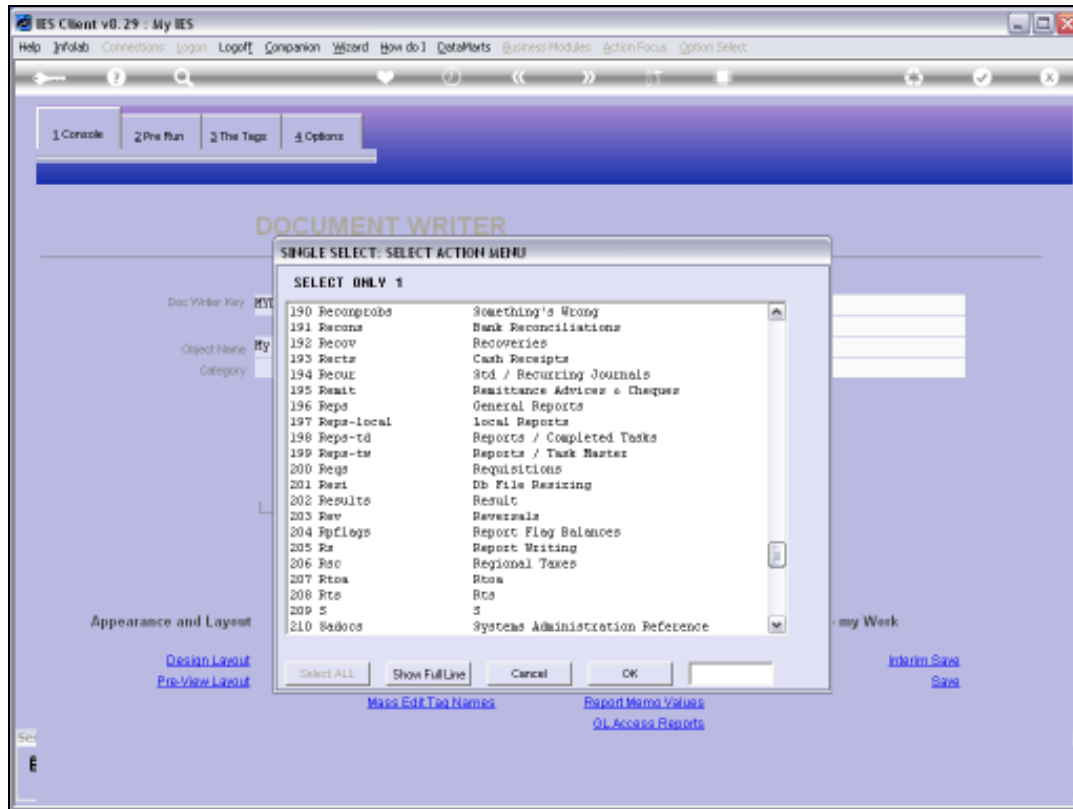 IES Client v8.29 : My IES
Help Infolab Connections Logon Logoff Companion Wizard How do I DataMarts Business Modules Action Focus Option Select
1 Console 2 Pre Run 3 The Tags 4 Options
DOCUMENT WRITER
SINGLE SELECT: SELECT ACTION MENU
SELECT ONLY 1
Doc Writer Key
Object Name My
Category
190 Reconprobs Something's Wrong
191 Recons Bank Reconciliations
192 Recov Recoveries
193 Rects Cash Receipts
194 Recur Std / Recurring Journals
195 Remit Remittance Advices & Cheques
196 Reps General Reports
197 Reps-local Local Reports
198 Reps-td Reports / Completed Tasks
199 Reps-tm Reports / Task Master
200 Reqs Requisitions
201 Resi Db File Resizing
202 Results Result
203 Rev Reversals
204 Rpflags Report Flag Balances
205 Rs Report Writing
206 Rsc Regional Taxes
207 Rtom Rtom
208 Rts Rts
209 S S
210 Sadocs Systems Administration Reference
Select ALL Show Full Line Cancel OK
Appearance and Layout my Work
Design Layout Interim Save
Pre-View Layout Save
Mass Edit Tag Names Report Memo Values
GL Access Reports